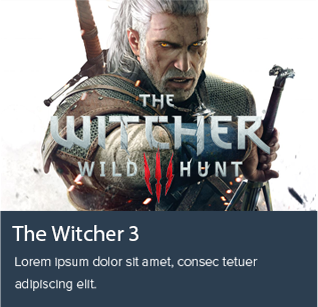 THE
WITCHER
WILD HUNT
The Witcher 3
Lorem ipsum dolor sit amet, consec tetuer
adipiscing elit.